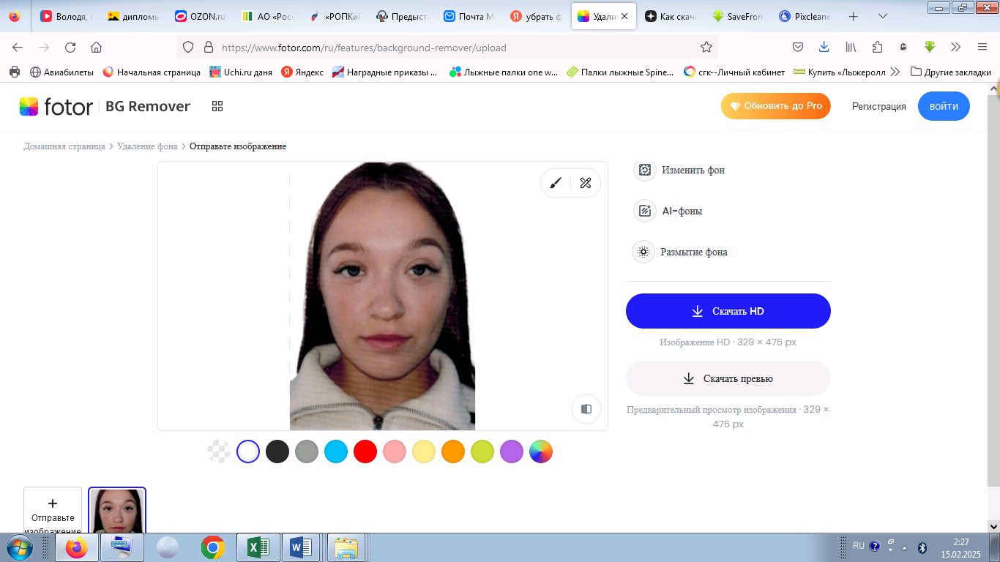 Володя,
дипломы
OZON.ru
АО «Росс
«РОПКиП
Предыст
Почта М
убрать ф
Удалит
Как скача
SaveFrom
Pixcleane
https://www.fotor.com/ru/features/background-remover/upload
Авиабилеты
Начальная страница
Uchi.ru даня
Яндекс
Наградные приказы ...
Лыжные палки one w...
Палки лыжные Spine...
сгк--Личный кабинет
Купить «Лыжеролл
Другие закладки
fotor BG Remover
Обновить до Pro
Регистрация
ВОЙТИ
Домашняя страница > Удаление фона > Отправьте изображение
Изменить фон
AI-фоны
Размытие фона
Скачать HD
Изображение HD · 329 × 475 px
Скачать превью
Предварительный просмотр изображения · 329 ×
475 px
+
Отправьте
изображение
RU
2:27
15.02.2025